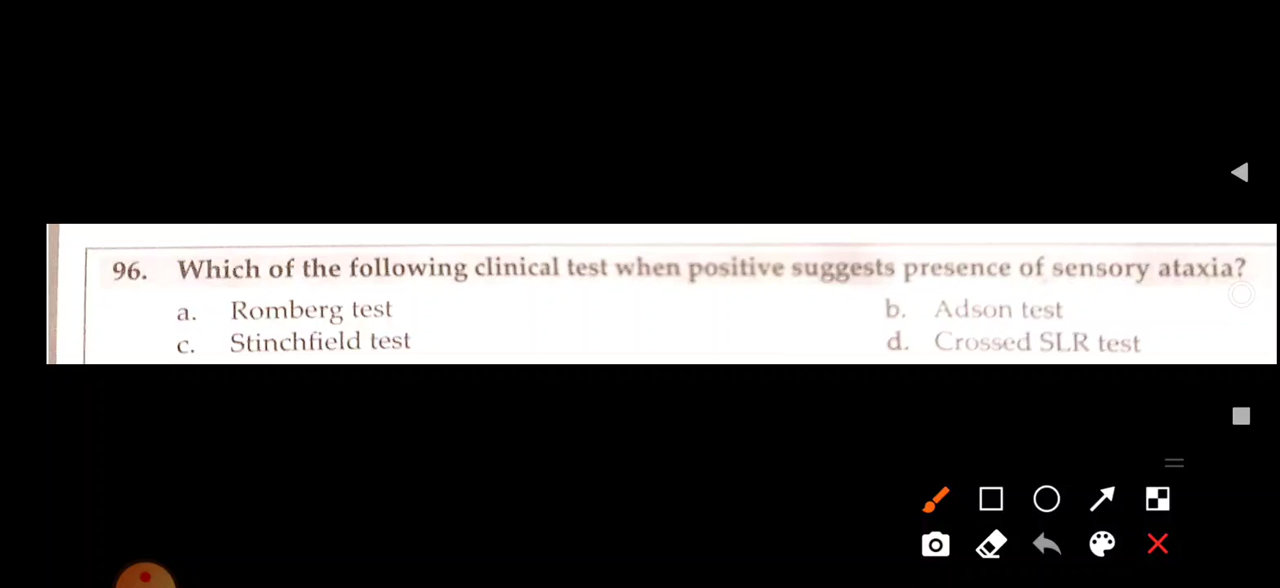 96. Which of the following clinical test when positive suggests presence of sensory ataxia?
a. Romberg test b. Adson test
c. Stinchfield test d. Crossed SLR test